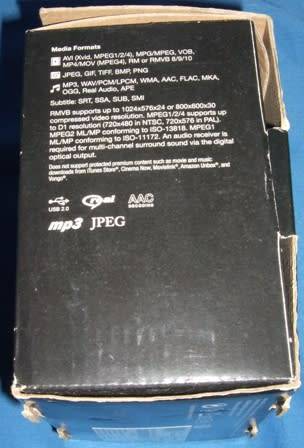 Media Formats
AVI (Xvid, MPEG1/2/4), MPG/MPEG, VOB,
MP4/MOV (MPEG4), RM or RMVB 8/9/10
JPEG, GIF, TIFF, BMP, PNG
MP3, WAV/PCM/LPCM, WMA, AAC, FLAC, MKA,
OGG, Real Audio, APE
Subtitle: SRT, SSA, SUB, SMI
RMVB supports up to 1024x576x24 or 800x600x30
compressed video resolution. MPEG1/2/4 supports up
to D1 resolution (720x480 in NTSC, 720x576 in PAL).
MPEG2 ML/MP conforming to ISO-13818. MPEG1
ML/MP conforming to ISO-11172. An audio receiver is
required for multi-channel surround sound via the digital
optical output.
Does not support protected premium content such as movie and music
downloads from iTunes Store®, Cinema Now, Movielink®, Amazon Unbox®, and
Vongo®.
USB 2.0
real
AAC
DECODING
mp3
JPEG